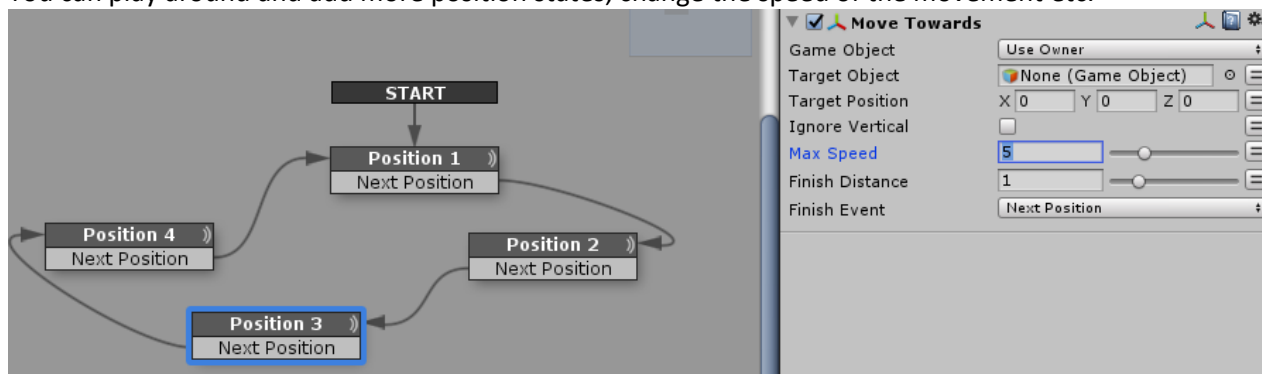 You can play around and add more position states, change the speed of the movement etc.
START
Position 1
Next Position
Position 4
Next Position
Position 2
Next Position
Position 3
Next Position
Move Towards
Game Object Use Owner
Target Object None (Game Object)
Target Position X 0 Y 0 Z 0
Ignore Vertical
Max Speed 5
Finish Distance 1
Finish Event Next Position